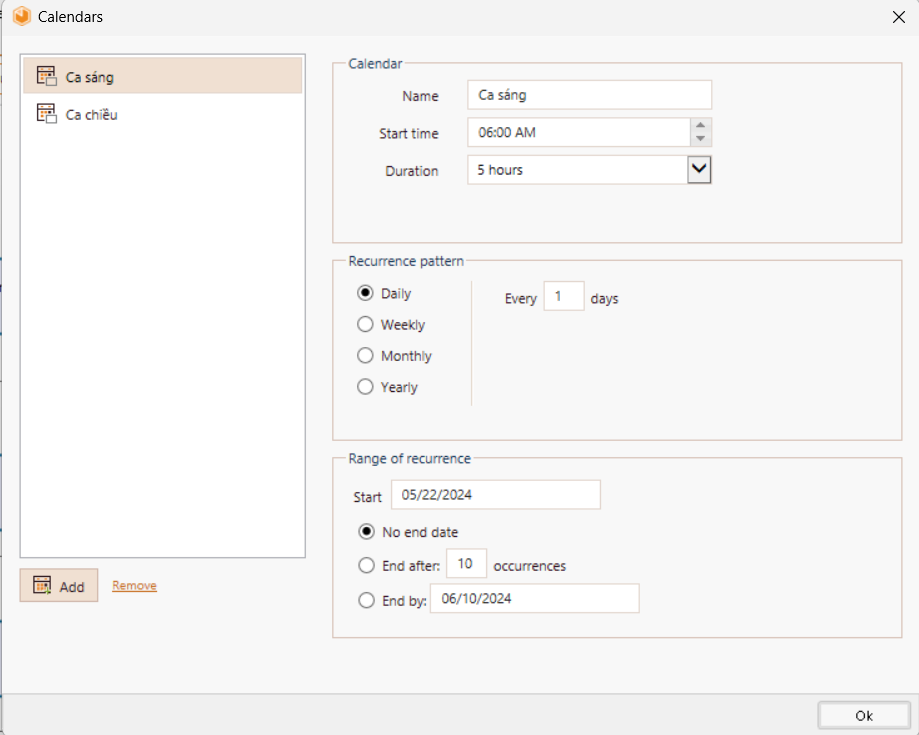 Calendars
Ca sáng
Ca chiều
Add
Remove
Calendar
Name
Ca sáng
Start time
06:00 AM
Duration
5 hours
Recurrence pattern
Daily
Weekly
Monthly
Yearly
Every 1 days
Range of recurrence
Start 05/22/2024
No end date
End after: 10 occurrences
End by: 06/10/2024
Ok